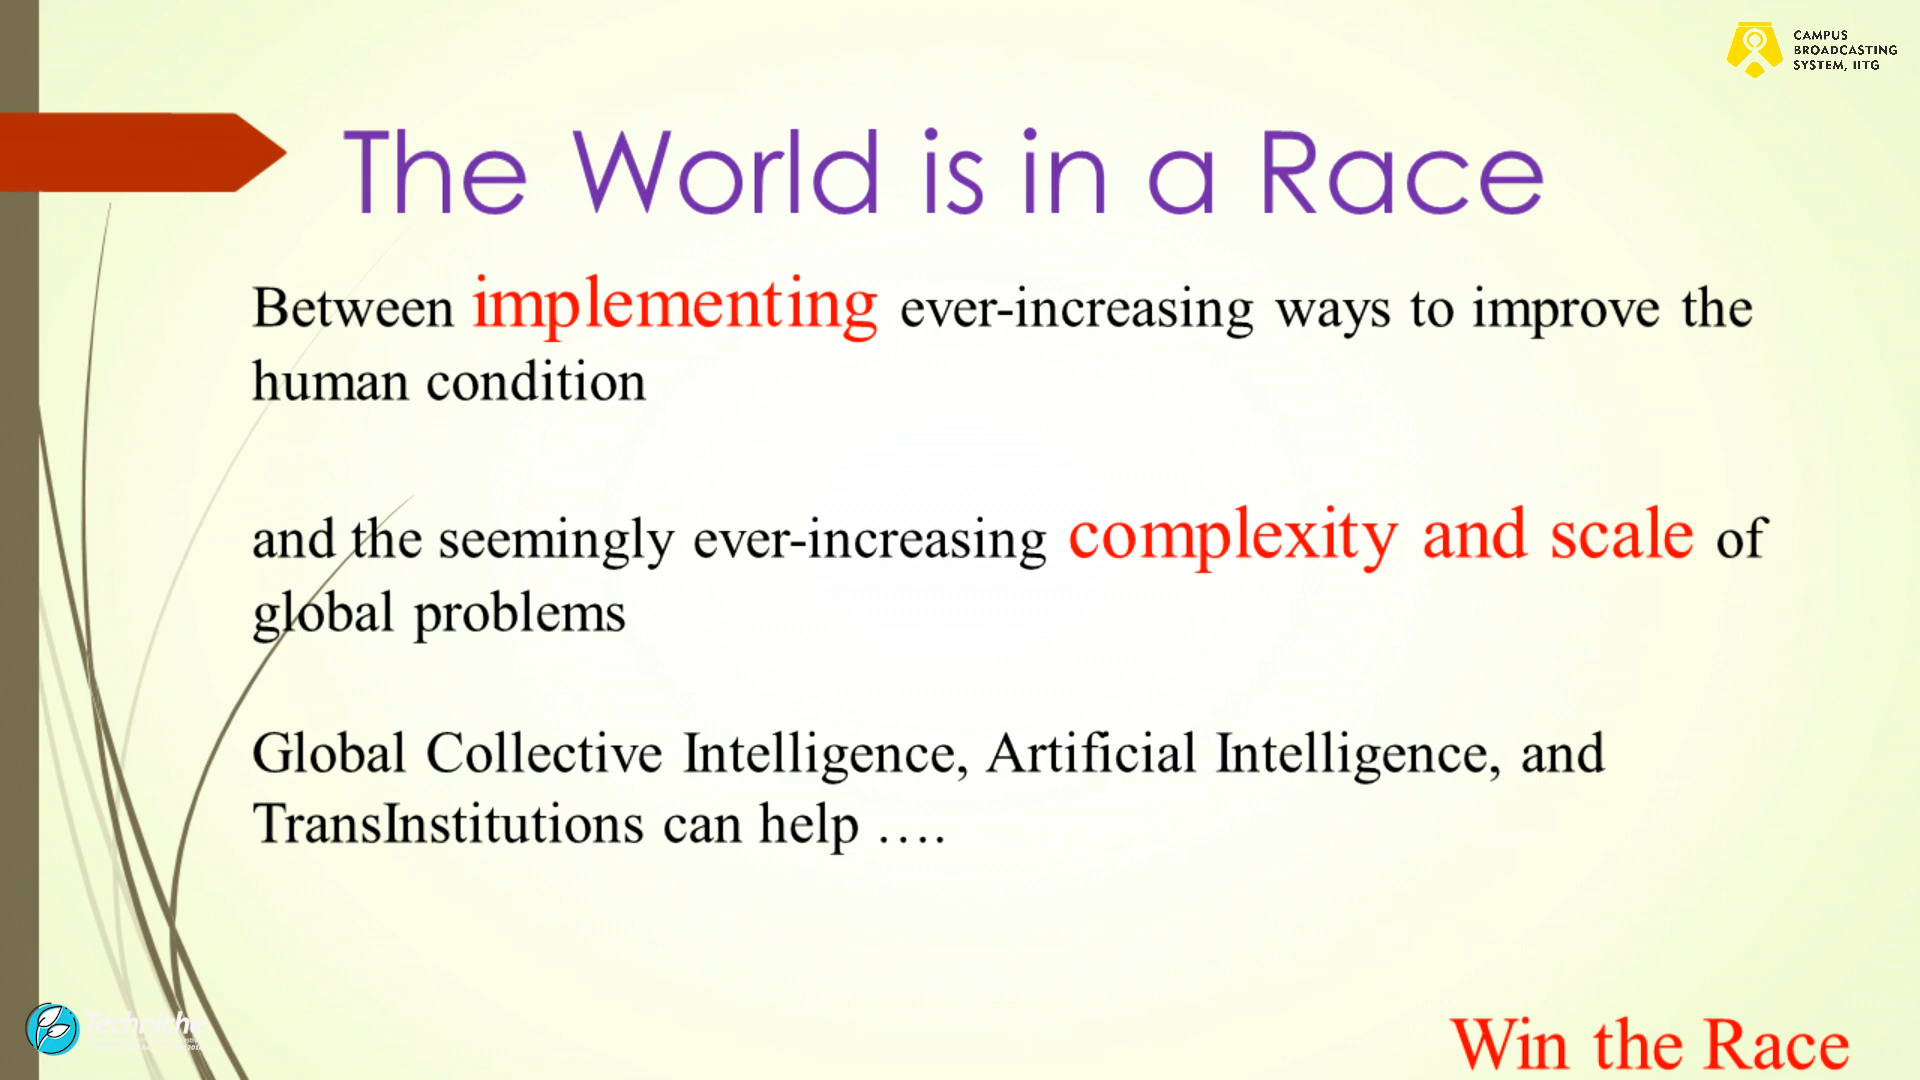 CAMPUS
BROADCASTING
SYSTEM, IITG
The World is in a Race
Between implementing ever-increasing ways to improve the
human condition
and the seemingly ever-increasing complexity and scale of
global problems
Global Collective Intelligence, Artificial Intelligence, and
TransInstitutions can help ....
Techniche
Win the Race